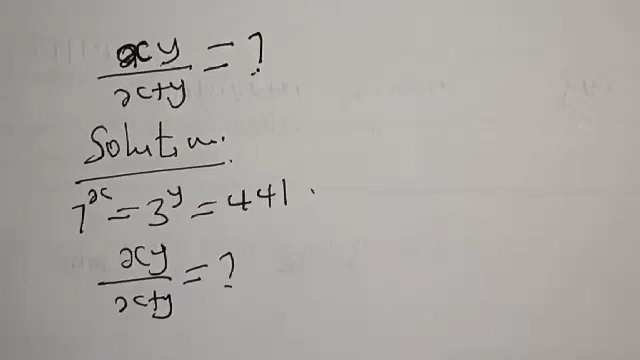 xy/x+y = ?
Solution.
7^x = 3^y = 441.
xy/x+y = ?